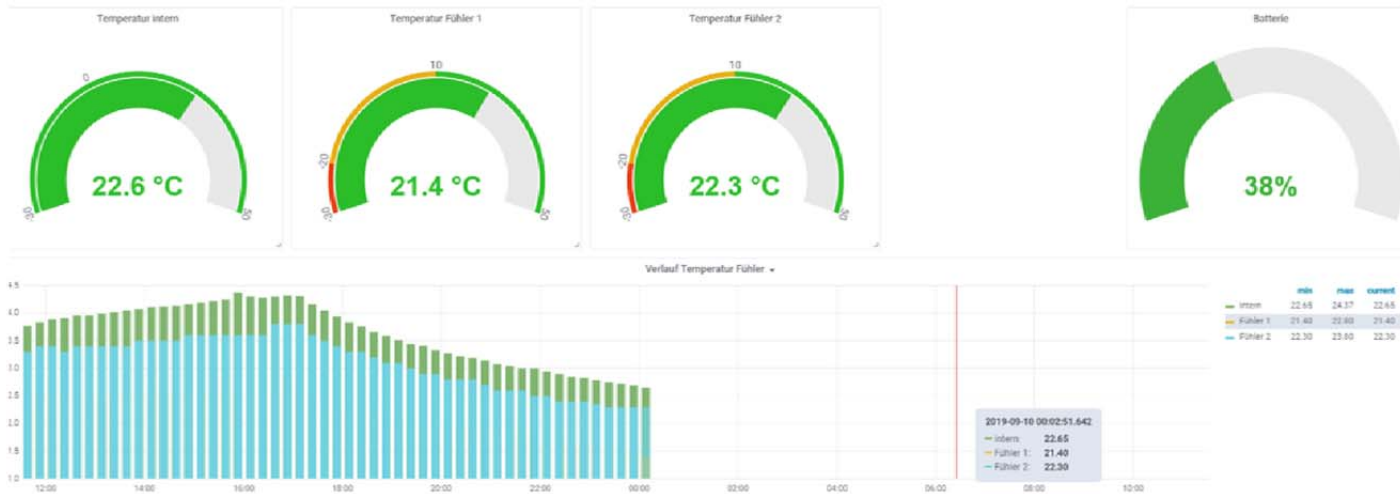 Temperatur intern
0
-30
50
22.6 °C
Temperatur Fühler 1
10
-20
-30
50
21.4 °C
Temperatur Fühler 2
10
-20
-30
50
22.3 °C
Batterie
38%
Verlauf Temperatur Fühler
4.5
4.0
3.5
3.0
2.5
2.0
1.5
1.0
12:00 14:00 16:00 18:00 20:00 22:00 00:00 02:00 04:00 06:00 08:00 10:00
2019-09-10 00:02:51.642
intern: 22.65
Fühler 1: 21.40
Fühler 2: 22.30
min max current
intern 22.65 24.37 22.65
Fühler 1 21.40 22.80 21.40
Fühler 2 22.30 23.80 22.30